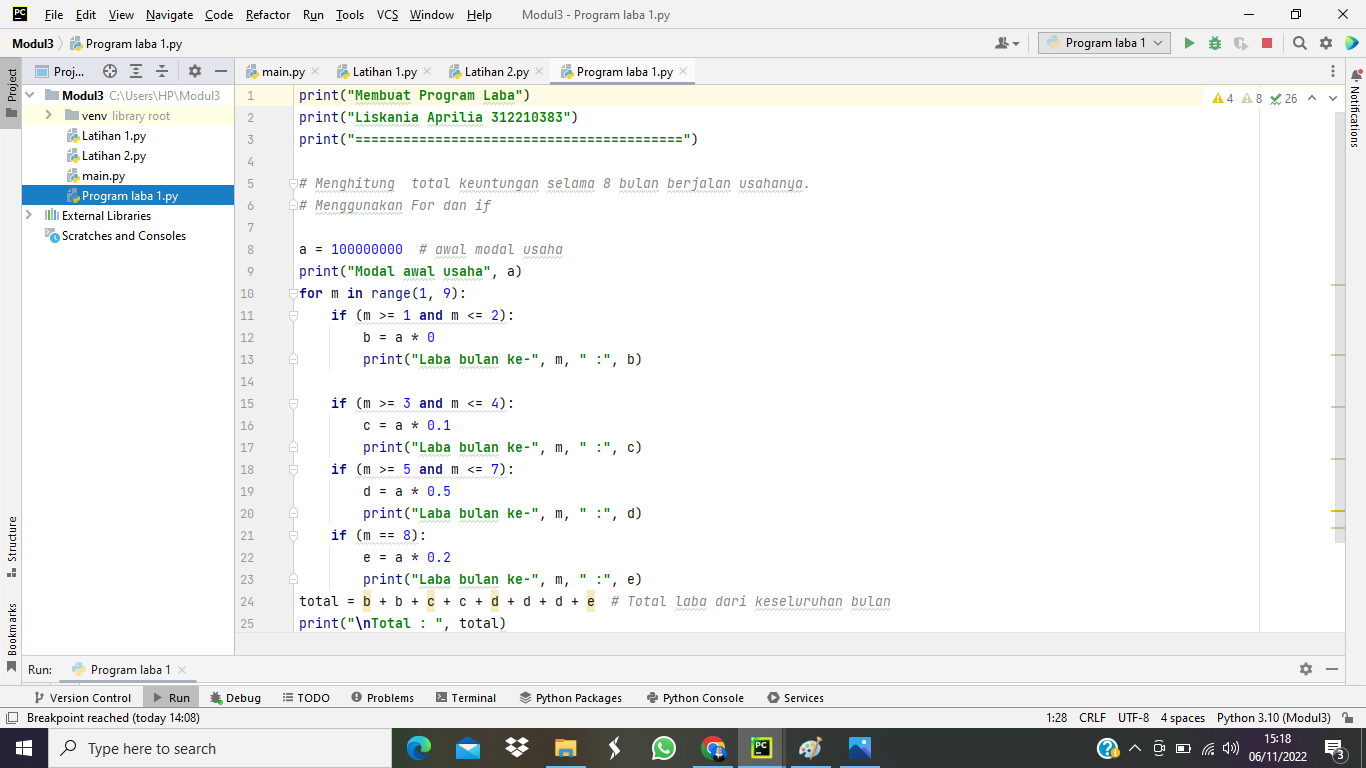 PC File Edit View Navigate Code Refactor Run Tools VCS Window Help Modul3 - Program laba 1.py
Modul3 Program laba 1.py Program laba 1
Project Proj... main.py Latihan 1.py Latihan 2.py Program laba 1.py Notifications
Modul3 C:\Users\HP\Modul3
venv library root
Latihan 1.py
Latihan 2.py
main.py
Program laba 1.py
External Libraries
Scratches and Consoles
4 8 26
1 print("Membuat Program Laba")
2 print("Liskania Aprilia 312210383")
3 print("=========================================")
4
5 # Menghitung  total keuntungan selama 8 bulan berjalan usahanya.
6 # Menggunakan For dan if
7
8 a = 100000000  # awal modal usaha
9 print("Modal awal usaha", a)
10 for m in range(1, 9):
11     if (m >= 1 and m <= 2):
12         b = a * 0
13         print("Laba bulan ke-", m, " :", b)
14
15     if (m >= 3 and m <= 4):
16         c = a * 0.1
17         print("Laba bulan ke-", m, " :", c)
18     if (m >= 5 and m <= 7):
19         d = a * 0.5
20         print("Laba bulan ke-", m, " :", d)
21     if (m == 8):
22         e = a * 0.2
23         print("Laba bulan ke-", m, " :", e)
24 total = b + b + c + c + d + d + d + e  # Total laba dari keseluruhan bulan
25 print("\nTotal : ", total)
Structure
Bookmarks
Run: Program laba 1
Version Control Run Debug TODO Problems Terminal Python Packages Python Console Services
Breakpoint reached (today 14:08) 1:28 CRLF UTF-8 4 spaces Python 3.10 (Modul3)
Type here to search PC 15:18
06/11/2022 3